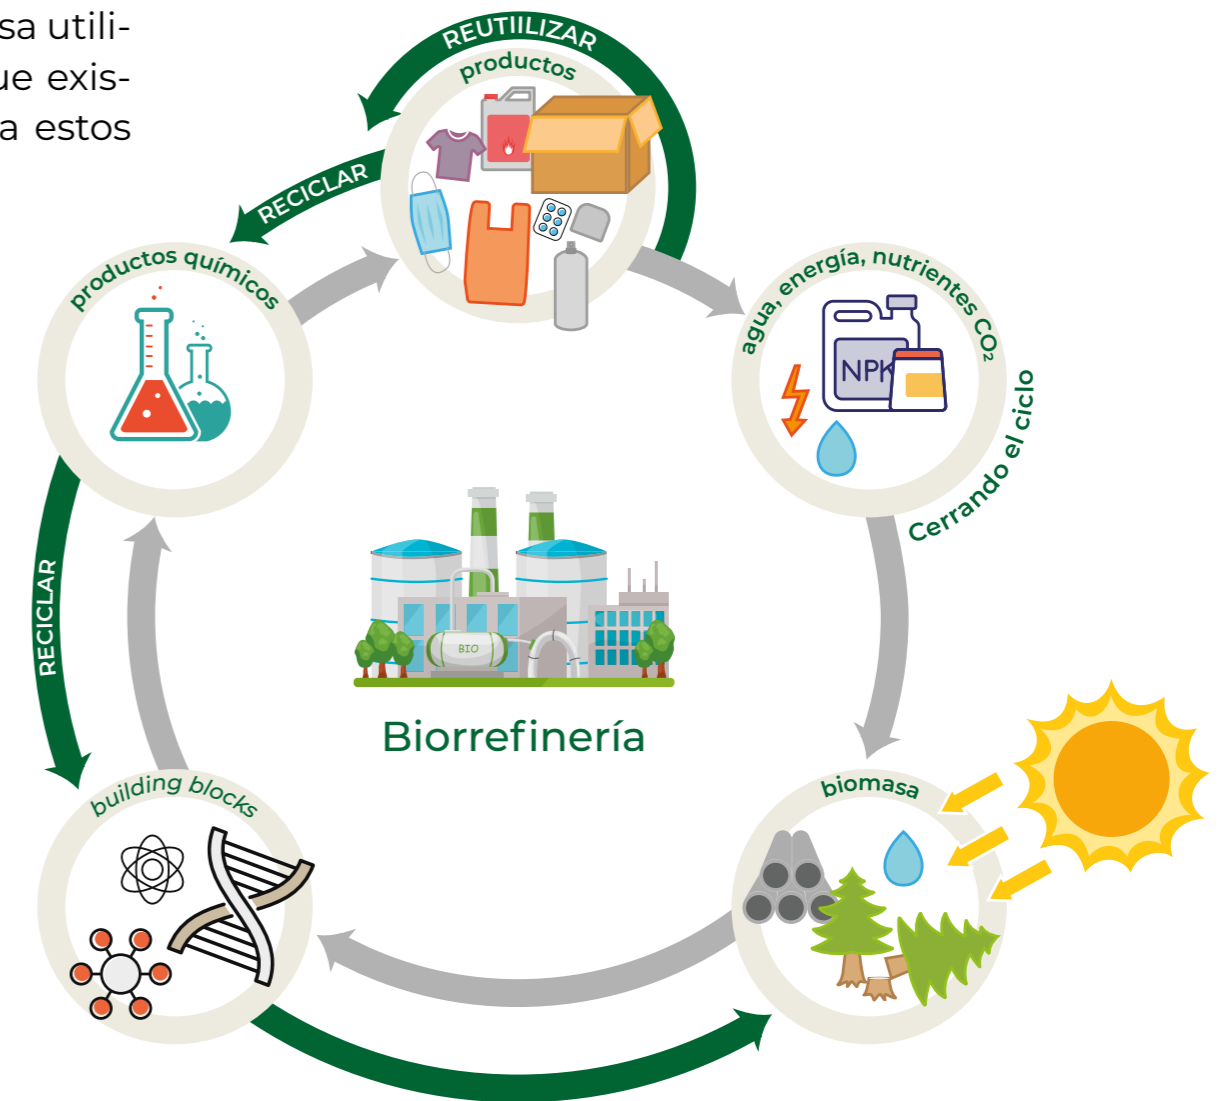 sa utili-
ue exis-
a estos
REUTIILIZAR
productos
RECICLAR
productos químicos
agua, energía, nutrientes CO₂
NPK
Cerrando el ciclo
RECICLAR
BIO
Biorrefinería
building blocks
biomasa